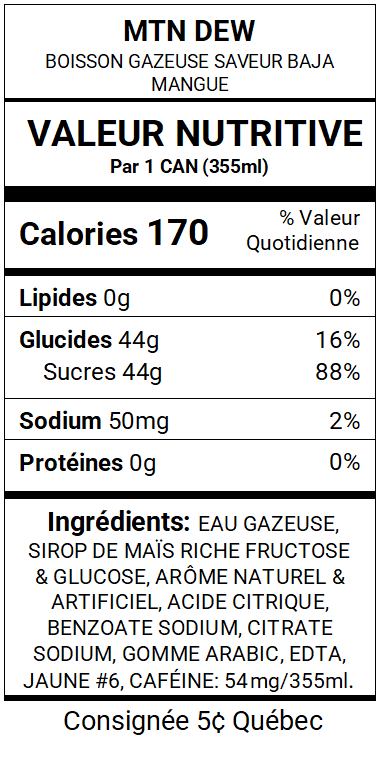 MTN DEW
BOISSON GAZEUSE SAVEUR BAJA
MANGUE
VALEUR NUTRITIVE
Par 1 CAN (355ml)
Calories 170
% Valeur
Quotidienne
Lipides 0g 0%
Glucides 44g 16%
Sucres 44g 88%
Sodium 50mg 2%
Protéines 0g 0%
Ingrédients: EAU GAZEUSE,
SIROP DE MAÏS RICHE FRUCTOSE
& GLUCOSE, ARÔME NATUREL &
ARTIFICIEL, ACIDE CITRIQUE,
BENZOATE SODIUM, CITRATE
SODIUM, GOMME ARABIC, EDTA,
JAUNE #6, CAFÉINE: 54mg/355ml.
Consignée 5¢ Québec